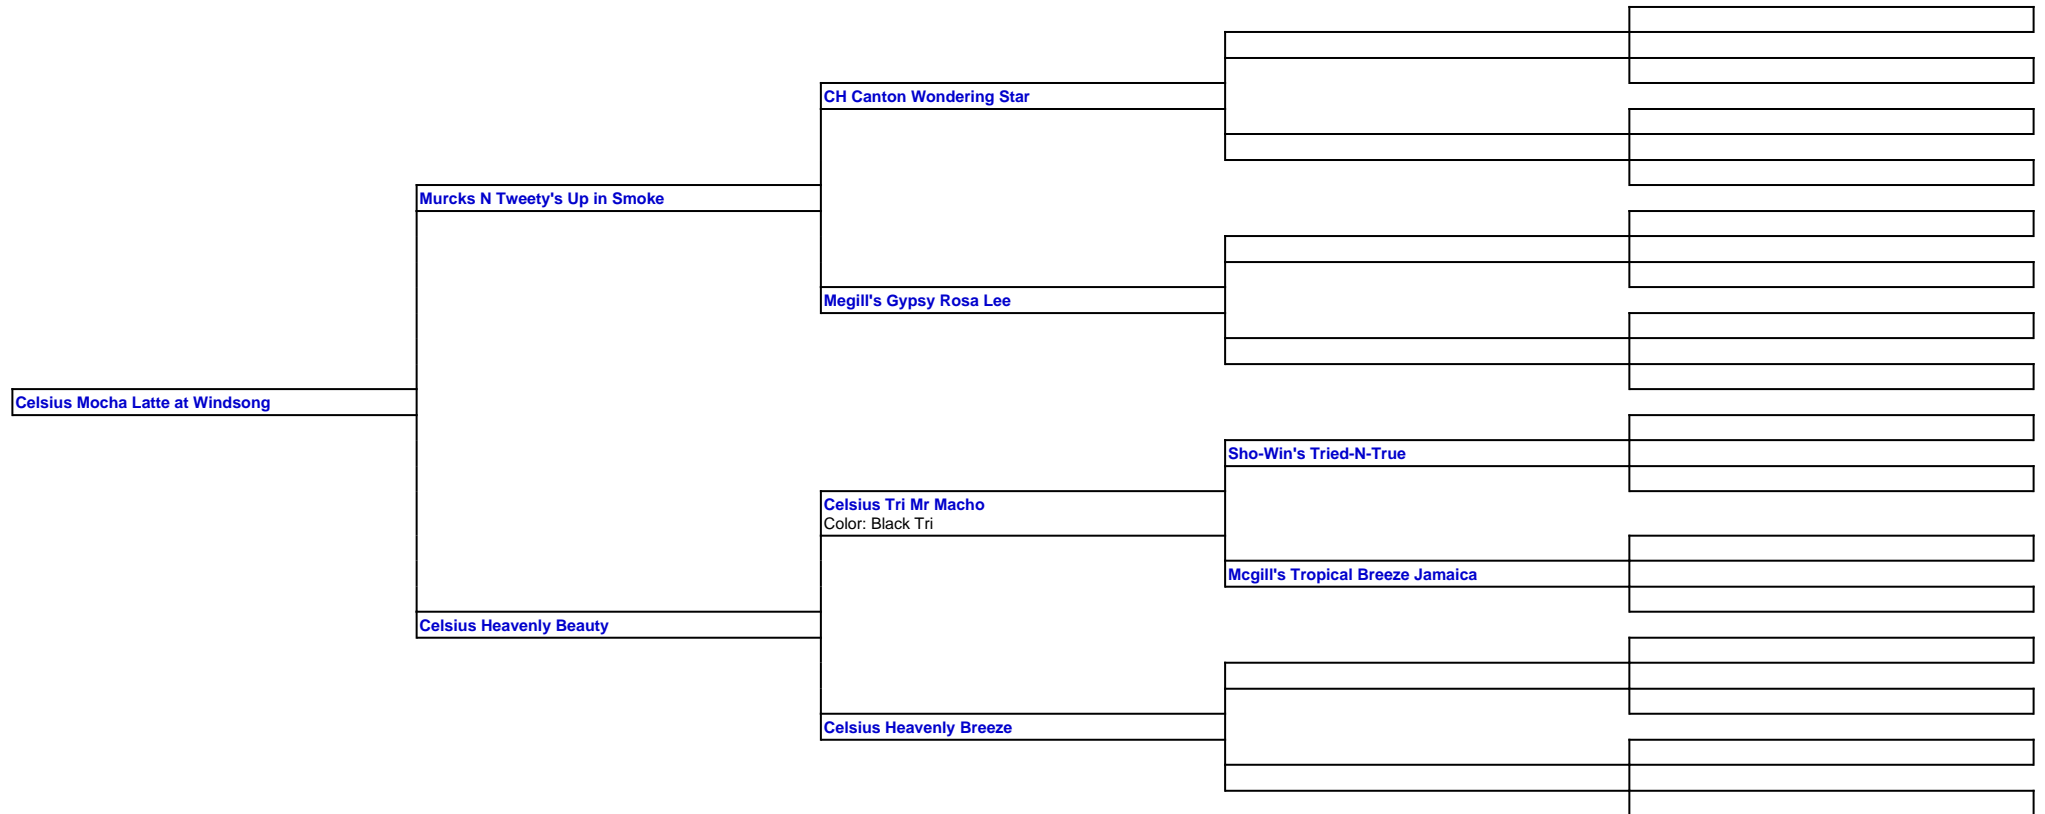 CH Canton Wondering Star
Murcks N Tweety's Up in Smoke
Megill's Gypsy Rosa Lee
Celsius Mocha Latte at Windsong
Sho-Win's Tried-N-True
Celsius Tri Mr Macho
Color: Black Tri
Mcgill's Tropical Breeze Jamaica
Celsius Heavenly Beauty
Celsius Heavenly Breeze